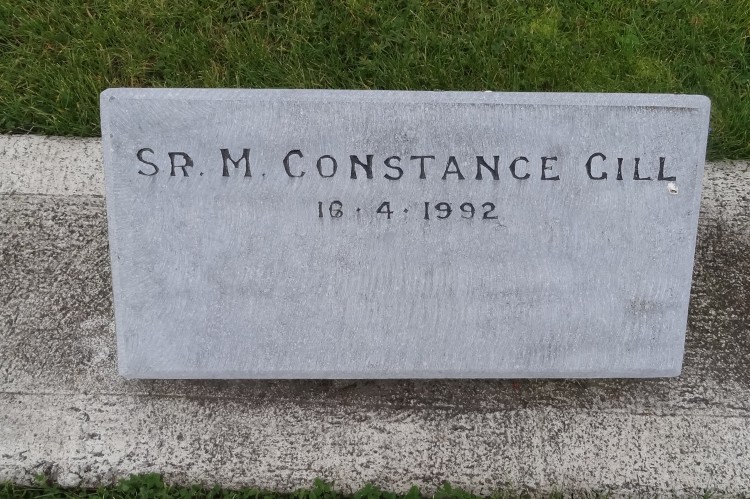 SR. M. CONSTANCE GILL
16 · 4 · 1992